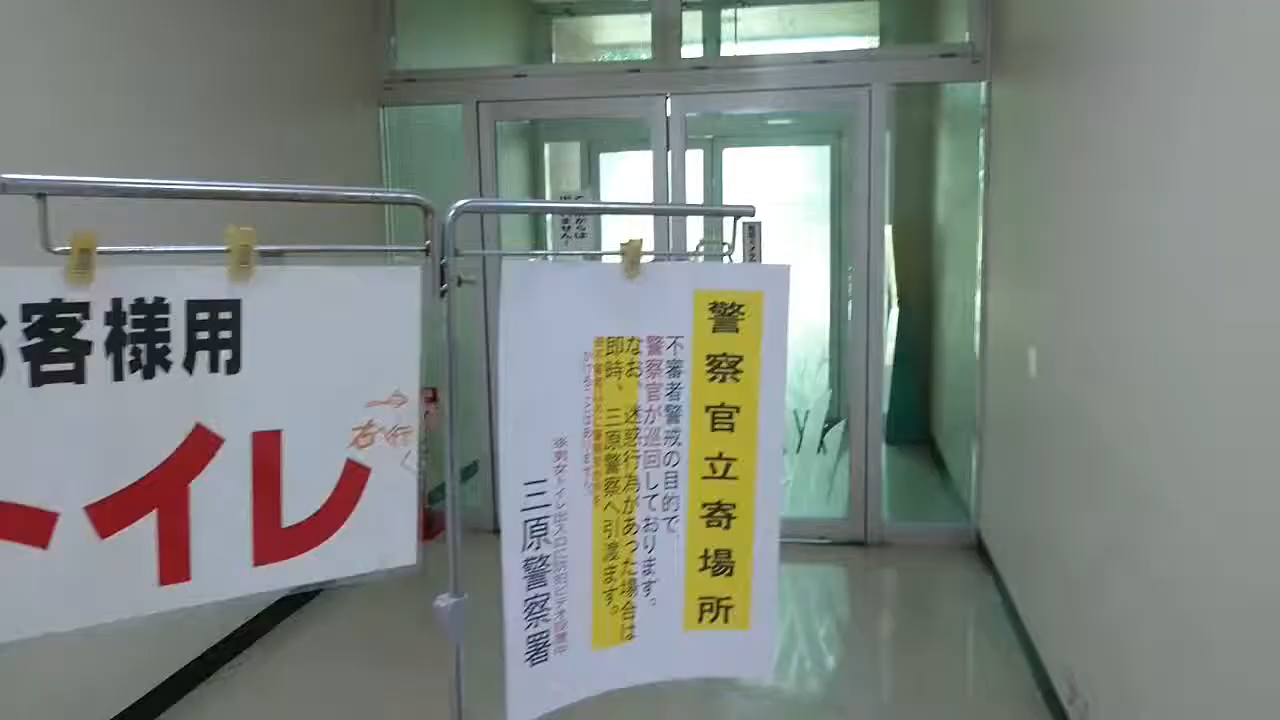 お客様用
トイレ
→
右行く
警察官立寄場所
不審者警戒の目的で、
警察官が巡回しております。
なお、迷惑行為があった場合は
即時、三原警察へ引渡ます。
三原警察署